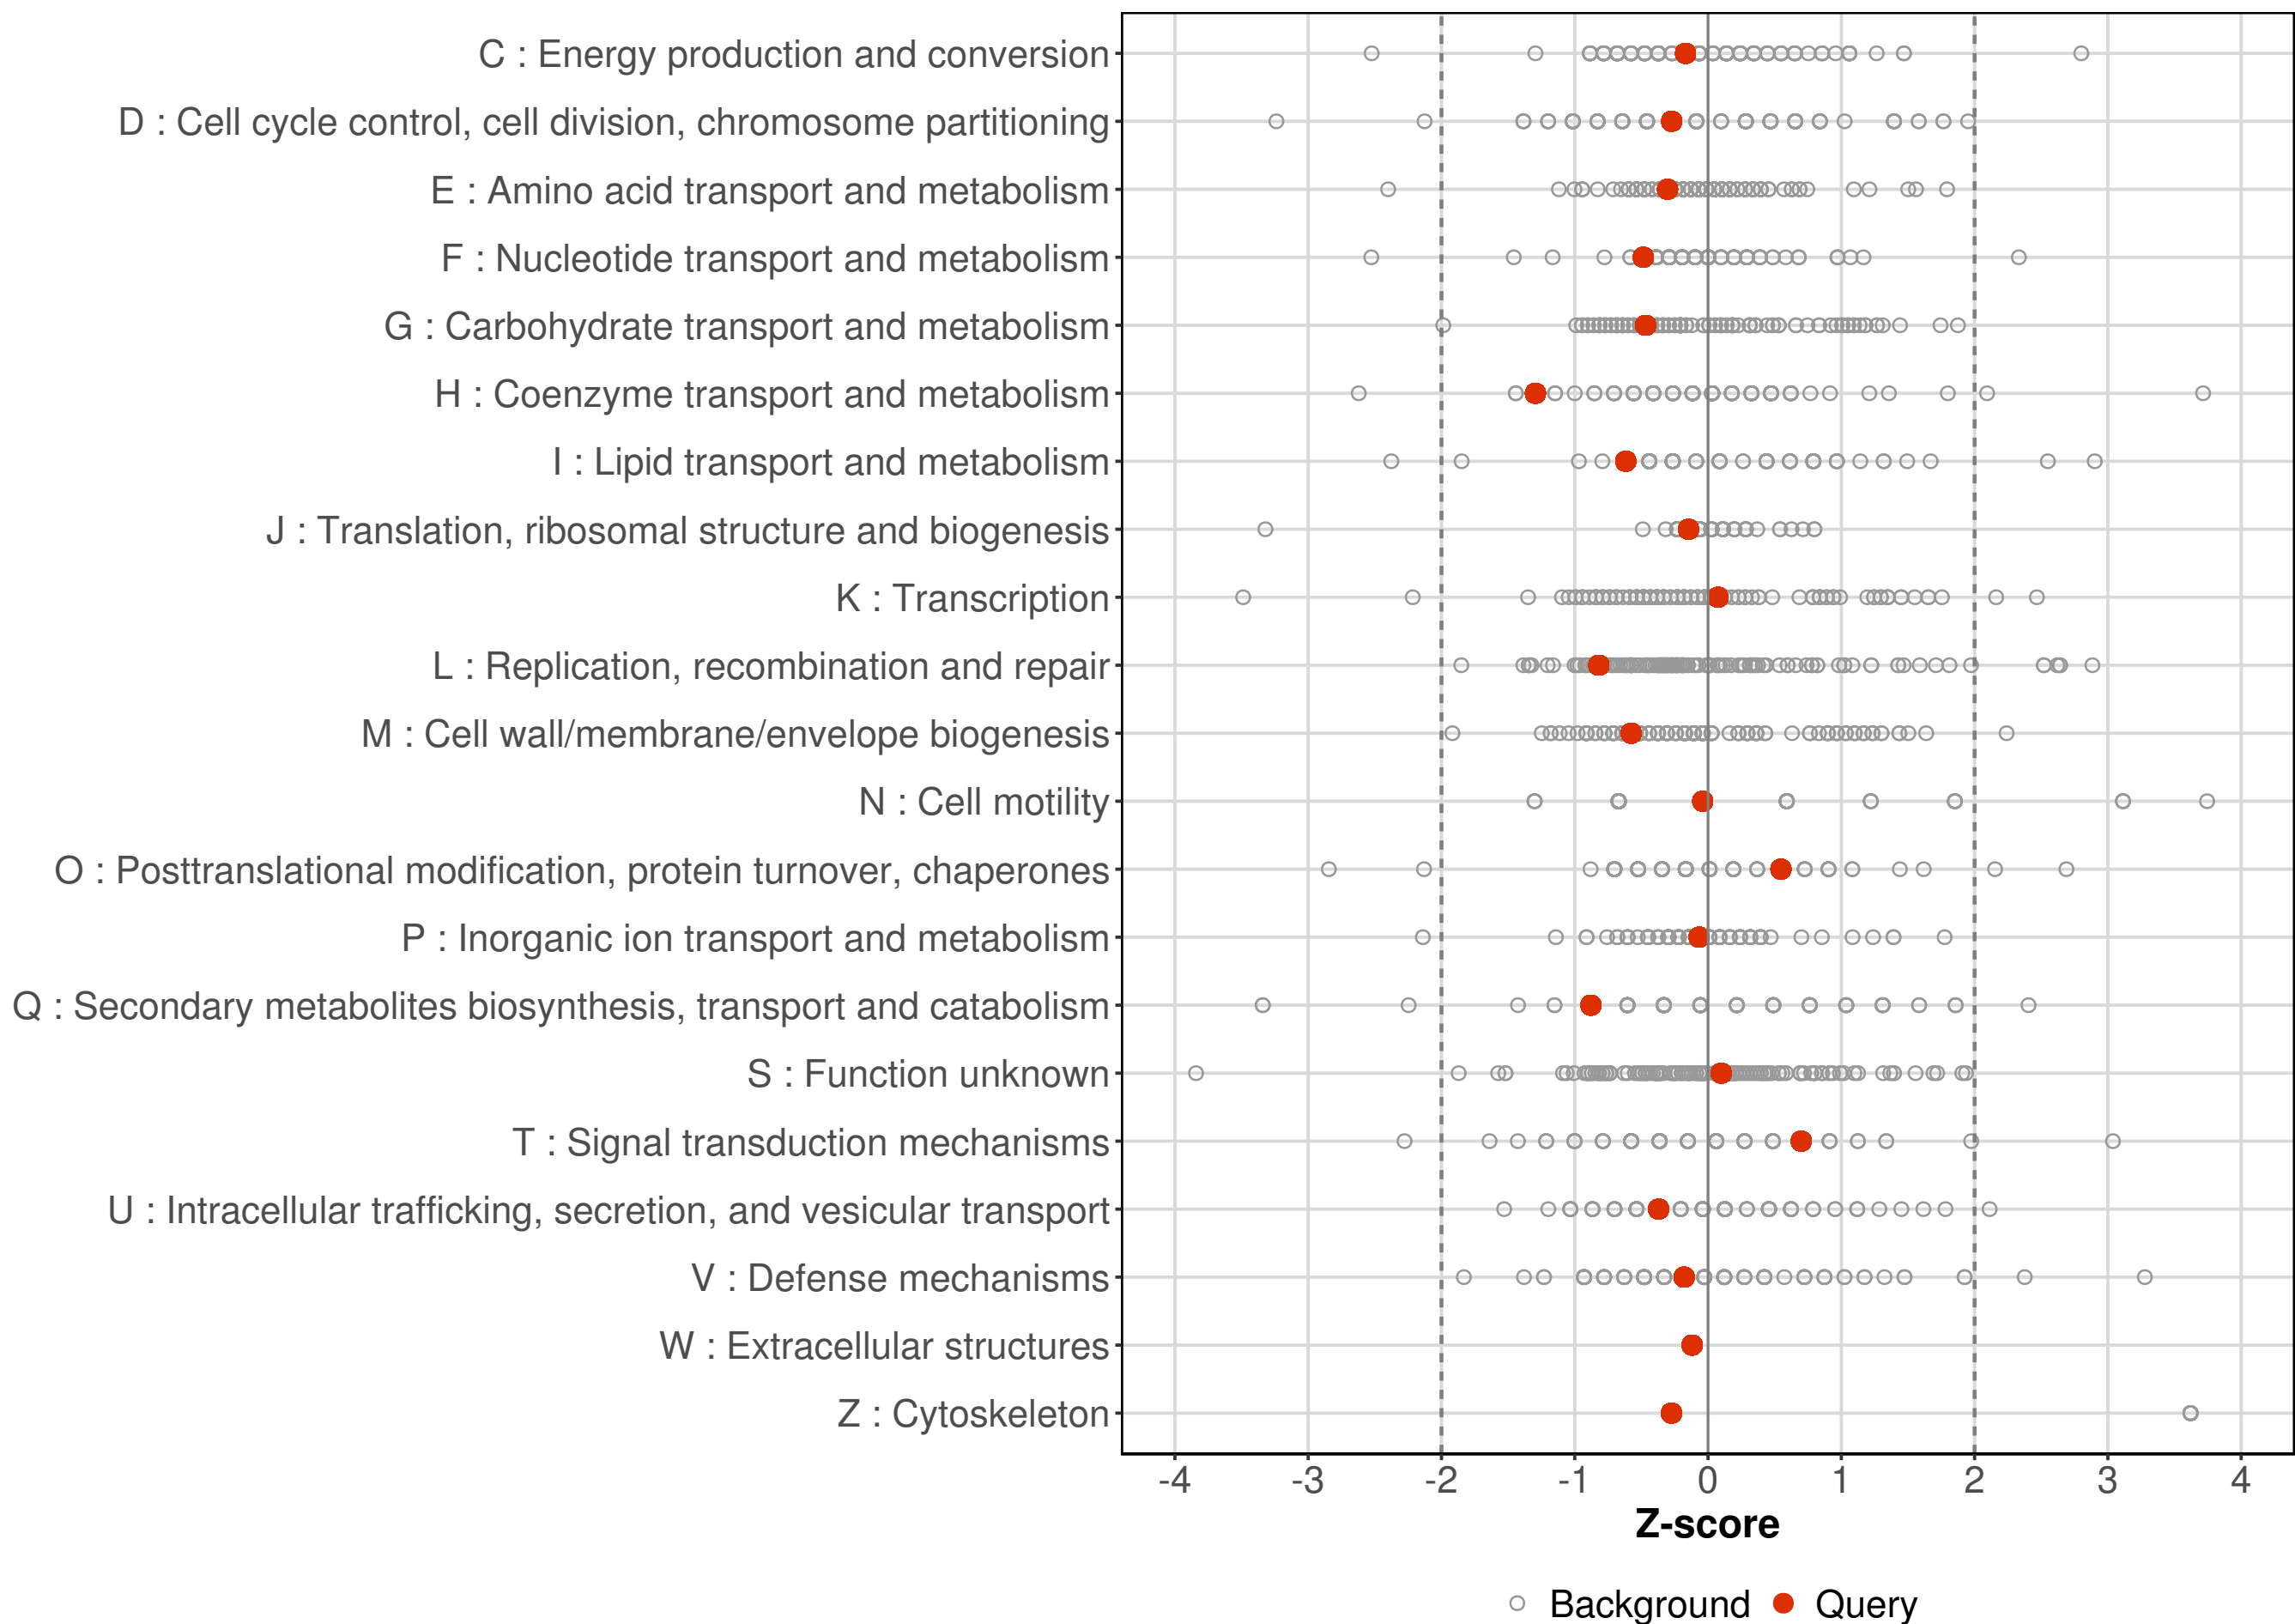 C : Energy production and conversion
D : Cell cycle control, cell division, chromosome partitioning
E : Amino acid transport and metabolism
F : Nucleotide transport and metabolism
G : Carbohydrate transport and metabolism
H : Coenzyme transport and metabolism
I : Lipid transport and metabolism
J : Translation, ribosomal structure and biogenesis
K : Transcription
L : Replication, recombination and repair
M : Cell wall/membrane/envelope biogenesis
N : Cell motility
O : Posttranslational modification, protein turnover, chaperones
P : Inorganic ion transport and metabolism
Q : Secondary metabolites biosynthesis, transport and catabolism
S : Function unknown
T : Signal transduction mechanisms
U : Intracellular trafficking, secretion, and vesicular transport
V : Defense mechanisms
W : Extracellular structures
Z : Cytoskeleton
-4 -3 -2 -1 0 1 2 3 4
Z-score
Background Query